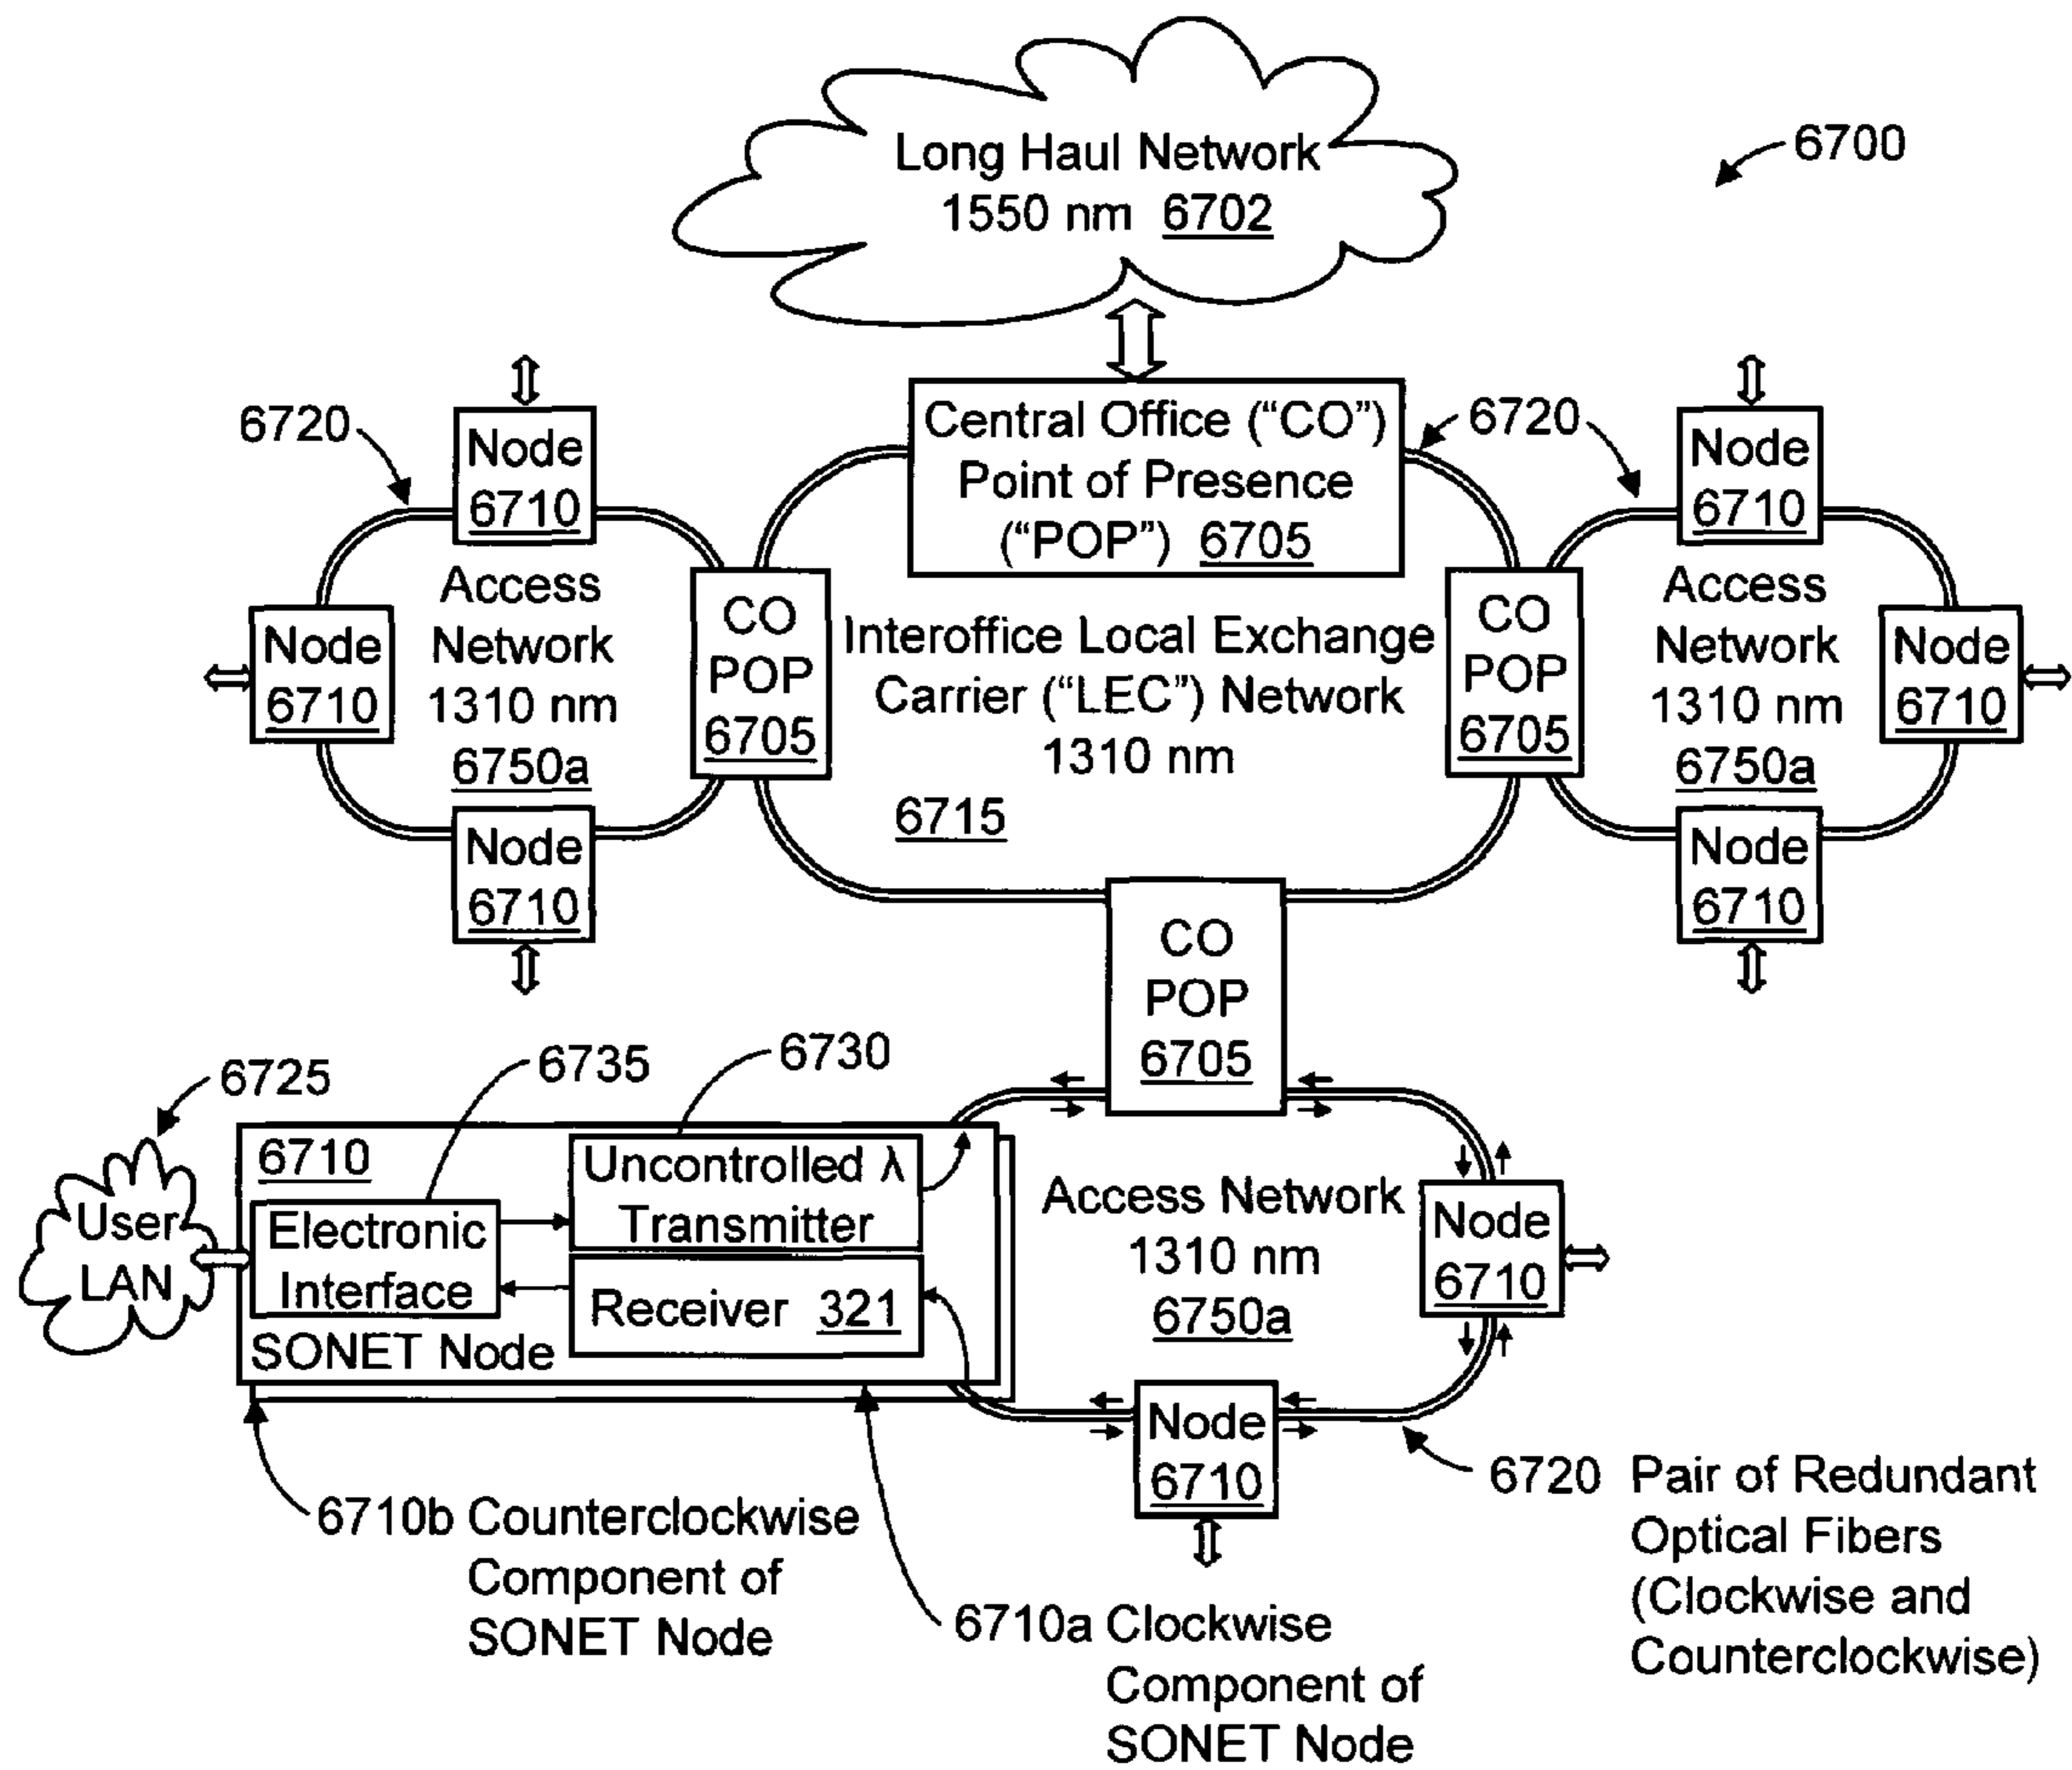 Long Haul Network
1550 nm 6702
6700
6720
Node
6710
Central Office (“CO”)
Point of Presence
(“POP”) 6705
6720
Node
6710
Access
Network
1310 nm
6750a
Node
6710
CO
POP
6705
Interoffice Local Exchange
Carrier (“LEC”) Network
1310 nm
6715
CO
POP
6705
Access
Network
1310 nm
6750a
Node
6710
Node
6710
Node
6710
CO
POP
6705
6725
6735
6730
User
LAN
6710
Electronic
Interface
SONET Node
Uncontrolled λ
Transmitter
Receiver 321
Access Network
1310 nm
6750a
Node
6710
Node
6710
6710b Counterclockwise
Component of
SONET Node
6710a Clockwise
Component of
SONET Node
6720 Pair of Redundant
Optical Fibers
(Clockwise and
Counterclockwise)